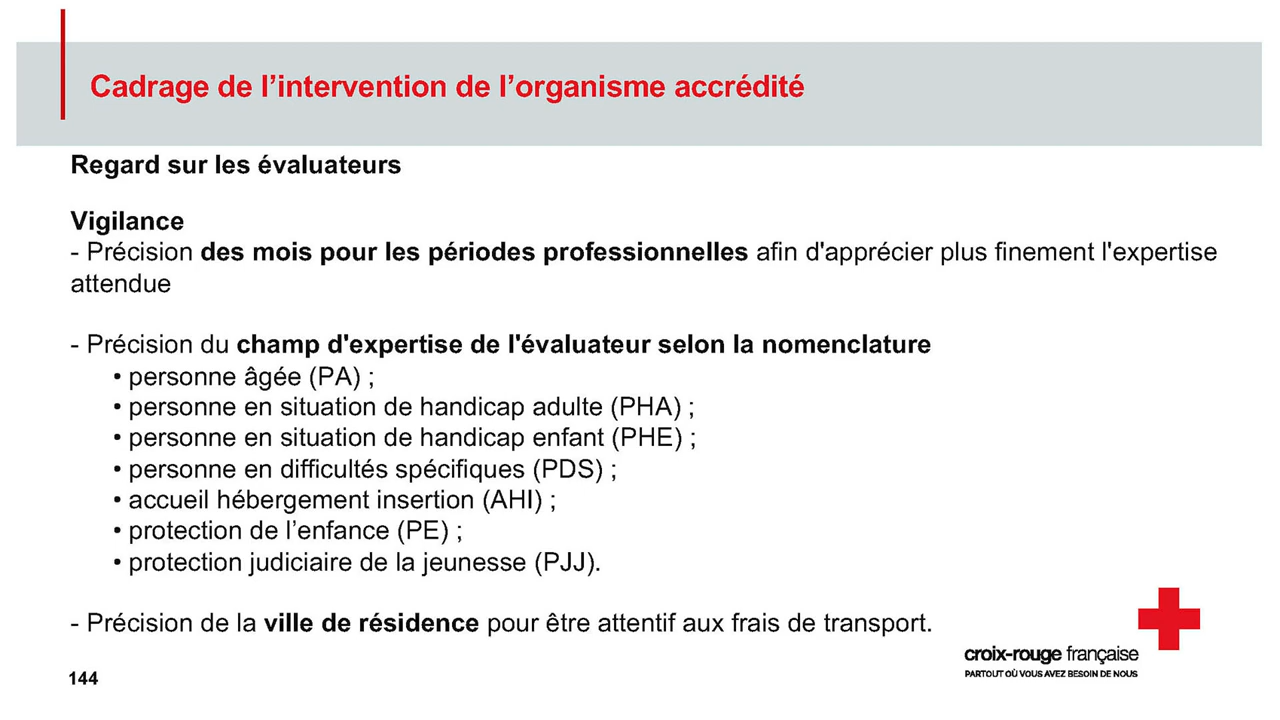 Cadrage de l’intervention de l’organisme accrédité
Regard sur les évaluateurs
Vigilance
- Précision des mois pour les périodes professionnelles afin d'apprécier plus finement l'expertise
attendue
- Précision du champ d'expertise de l'évaluateur selon la nomenclature
• personne âgée (PA) ;
• personne en situation de handicap adulte (PHA) ;
• personne en situation de handicap enfant (PHE) ;
• personne en difficultés spécifiques (PDS) ;
• accueil hébergement insertion (AHI) ;
• protection de l’enfance (PE) ;
• protection judiciaire de la jeunesse (PJJ).
- Précision de la ville de résidence pour être attentif aux frais de transport.
croix-rouge française
PARTOUT OÙ VOUS AVEZ BESOIN DE NOUS
144